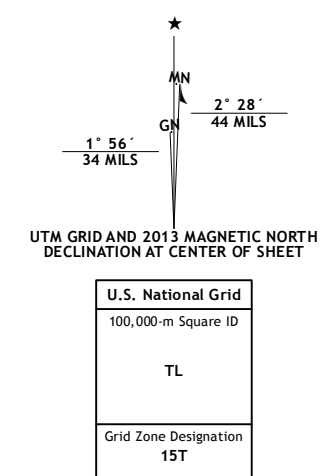 ★
MN
2° 28´
44 MILS
GN
1° 56´
34 MILS
UTM GRID AND 2013 MAGNETIC NORTH
DECLINATION AT CENTER OF SHEET
U.S. National Grid
100,000-m Square ID
TL
Grid Zone Designation
15T